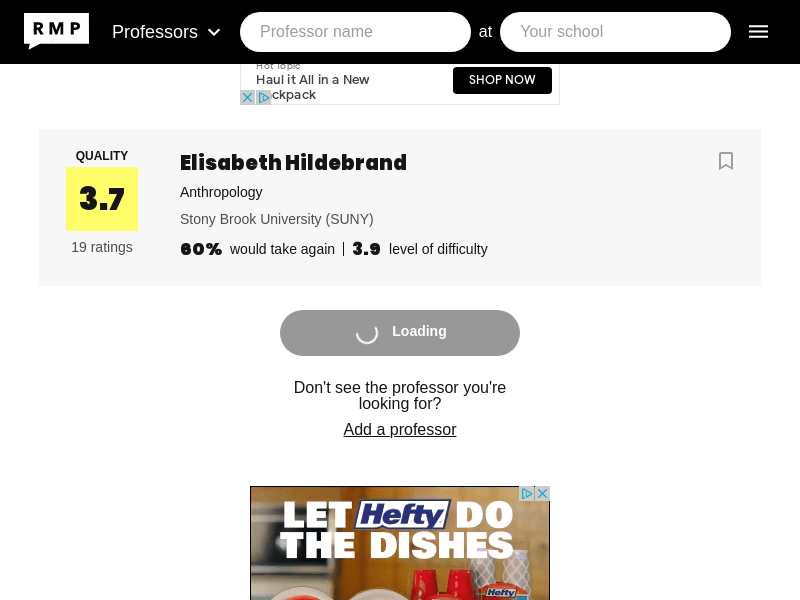 RMP
Professors
Professor name
at
Your school
Hot Topic
Haul it All in a New
ckpack
SHOP NOW
QUALITY
3.7
19 ratings
Elisabeth Hildebrand
Anthropology
Stony Brook University (SUNY)
60% would take again | 3.9 level of difficulty
Loading
Don't see the professor you're
looking for?
Add a professor
LET Hefty DO
THE DISHES
Hefty